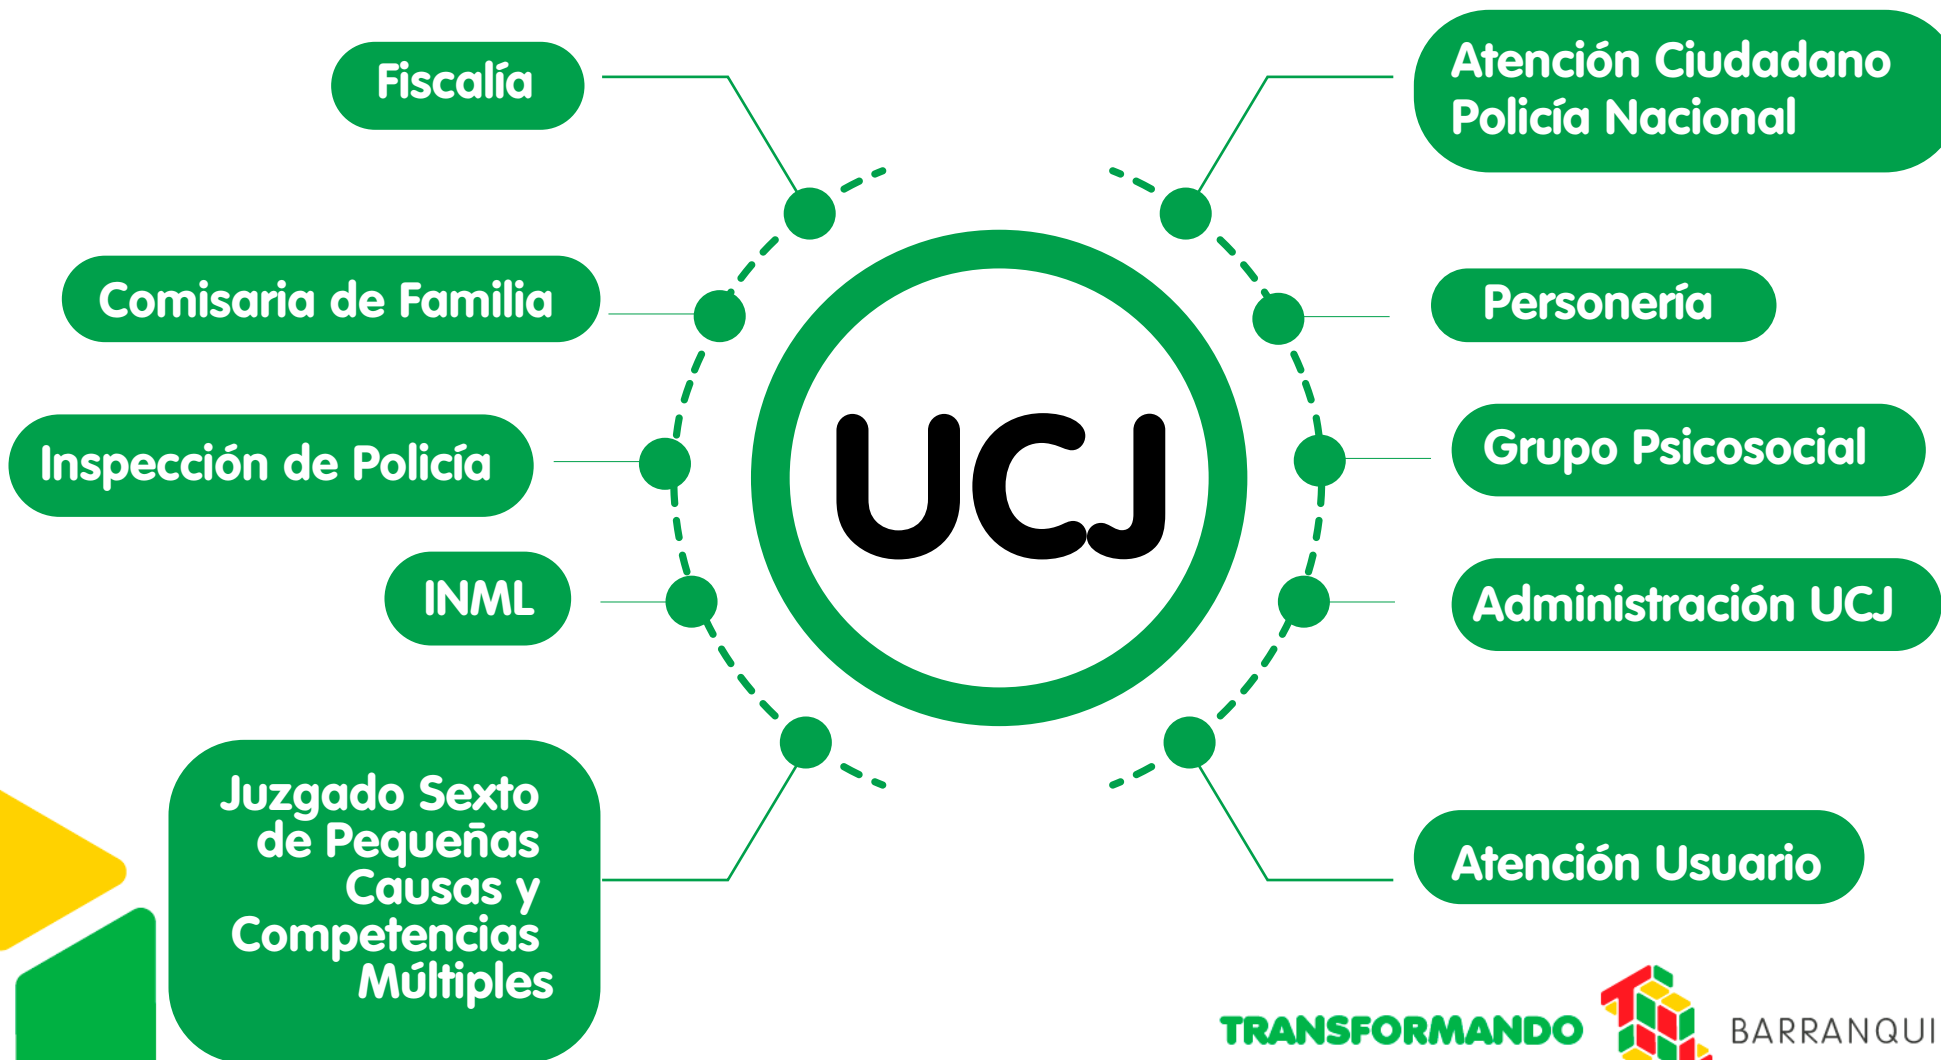 Fiscalía
Comisaria de Familia
Inspección de Policía
INML
Juzgado Sexto
de Pequeñas
Causas y
Competencias
Múltiples
UCJ
Atención Ciudadano
Policía Nacional
Personería
Grupo Psicosocial
Administración UCJ
Atención Usuario
TRANSFORMANDO
BARRANQUI